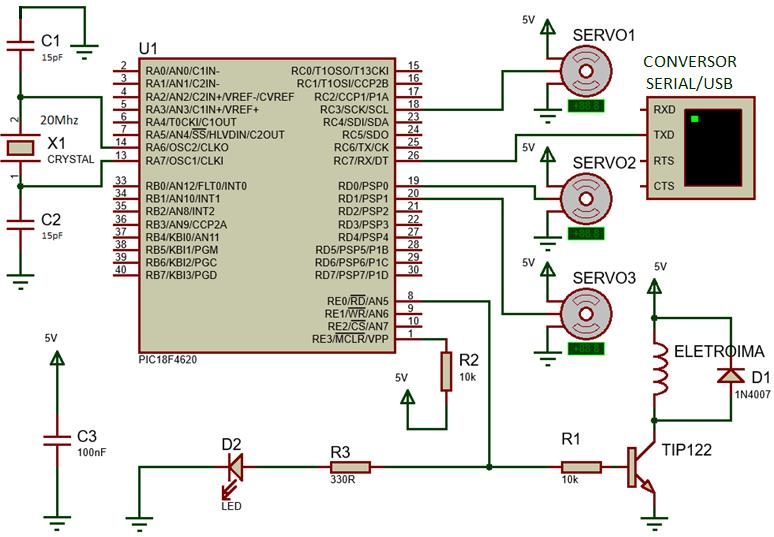 C1
15pF
20Mhz
2
X1
CRYSTAL
1
C2
15pF
U1
2 RA0/AN0/C1IN-
3 RA1/AN1/C2IN-
4 RA2/AN2/C2IN+/VREF-/CVREF
5 RA3/AN3/C1IN+/VREF+
6 RA4/T0CKI/C1OUT
7 RA5/AN4/SS/HLVDIN/C2OUT
14 RA6/OSC2/CLKO
13 RA7/OSC1/CLKI
33 RB0/AN12/FLT0/INT0
34 RB1/AN10/INT1
35 RB2/AN8/INT2
36 RB3/AN9/CCP2A
37 RB4/KBI0/AN11
38 RB5/KBI1/PGM
39 RB6/KBI2/PGC
40 RB7/KBI3/PGD
RC0/T1OSO/T13CKI 15
RC1/T1OSI/CCP2B 16
RC2/CCP1/P1A 17
RC3/SCK/SCL 18
RC4/SDI/SDA 23
RC5/SDO 24
RC6/TX/CK 25
RC7/RX/DT 26
RD0/PSP0 19
RD1/PSP1 20
RD2/PSP2 21
RD3/PSP3 22
RD4/PSP4 27
RD5/PSP5/P1B 28
RD6/PSP6/P1C 29
RD7/PSP7/P1D 30
RE0/RD/AN5 8
RE1/WR/AN6 9
RE2/CS/AN7 10
RE3/MCLR/VPP 1
PIC18F4620
5V
SERVO1
+88.8
5V
SERVO2
+88.8
5V
SERVO3
+88.8
CONVERSOR
SERIAL/USB
RXD
TXD
RTS
CTS
5V
ELETROIMA
D1
1N4007
TIP122
R1
10k
R2
10k
5V
R3
330R
D2
LED
5V
C3
100nF